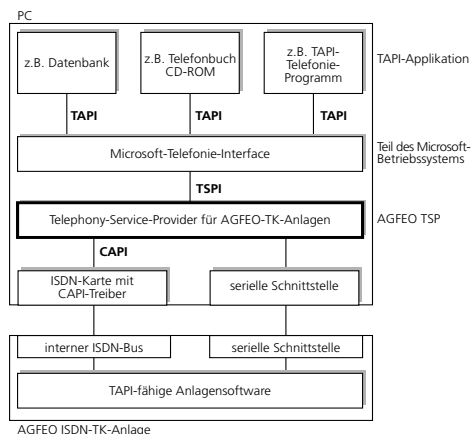 PC
z.B. Datenbank
z.B. Telefonbuch
CD-ROM
z.B. TAPI-
Telefonie-
Programm
TAPI-Applikation
TAPI
TAPI
TAPI
Microsoft-Telefonie-Interface
Teil des Microsoft-
Betriebssystems
TSPI
Telephony-Service-Provider für AGFEO-TK-Anlagen
AGFEO TSP
CAPI
ISDN-Karte mit
CAPI-Treiber
serielle Schnittstelle
interner ISDN-Bus
serielle Schnittstelle
TAPI-fähige Anlagensoftware
AGFEO ISDN-TK-Anlage